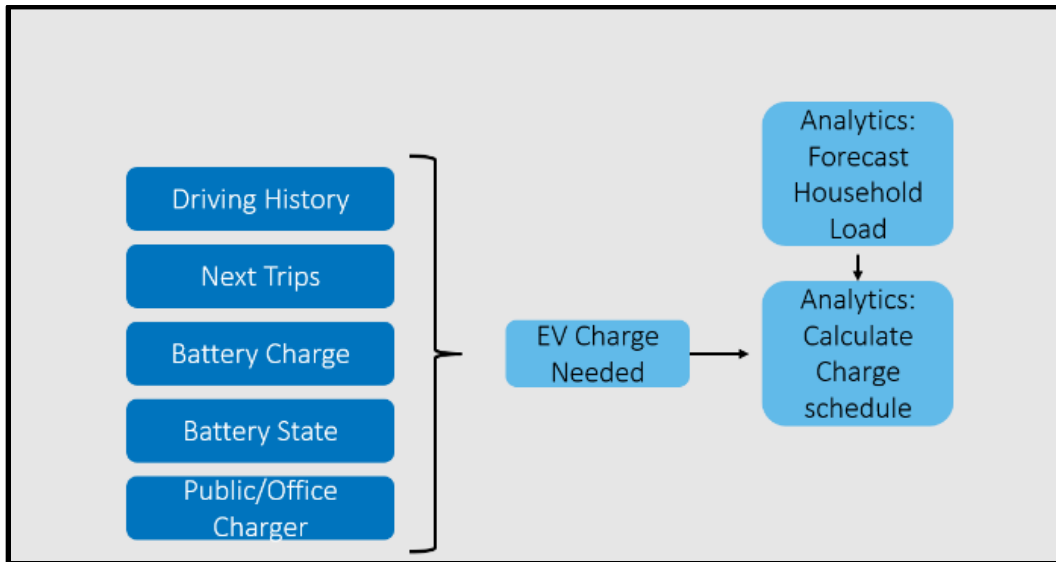 Driving History
Next Trips
Battery Charge
Battery State
Public/Office
Charger
EV Charge
Needed
Analytics:
Forecast
Household
Load
Analytics:
Calculate
Charge
schedule